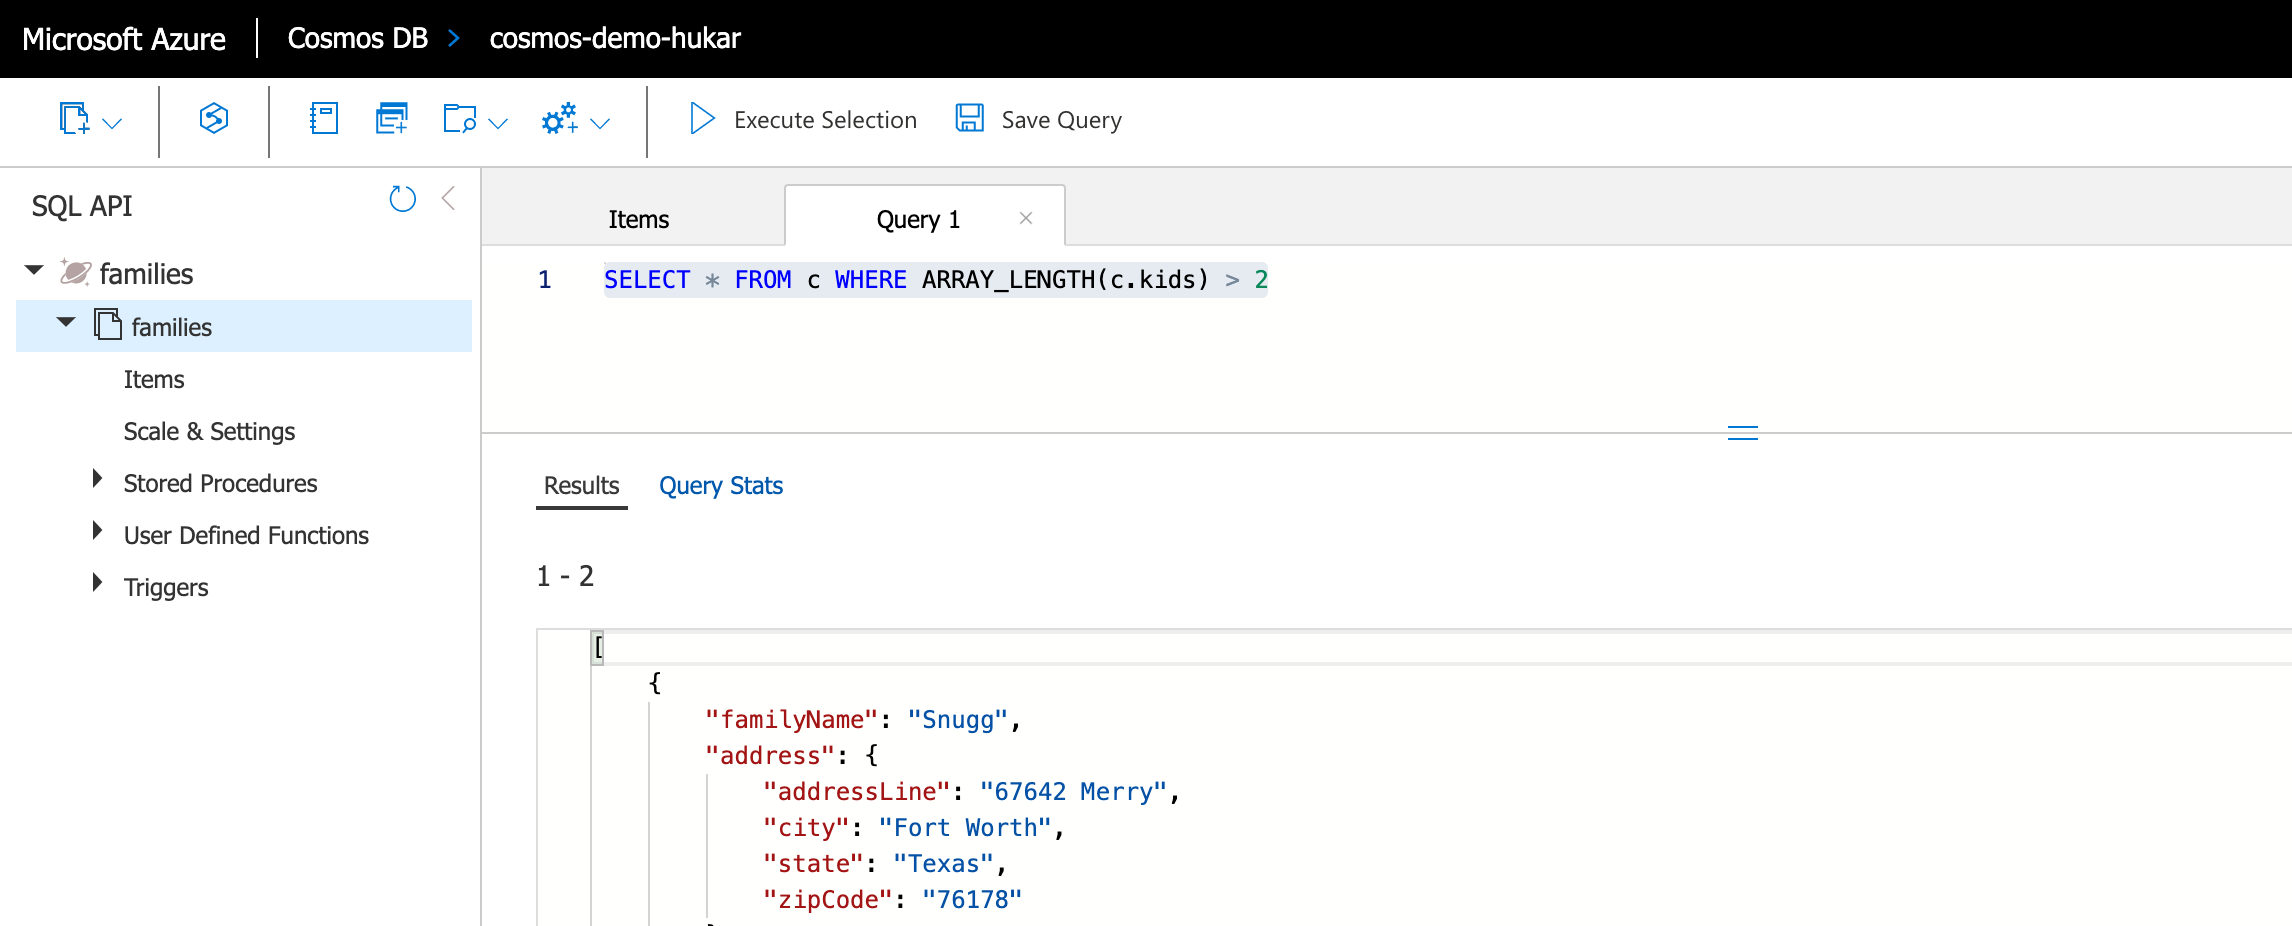 Microsoft Azure Cosmos DB > cosmos-demo-hukar
Execute Selection Save Query
SQL API
families
families
Items
Scale & Settings
Stored Procedures
User Defined Functions
Triggers
Items Query 1
1 SELECT * FROM c WHERE ARRAY_LENGTH(c.kids) > 2
Results Query Stats
1 - 2
[
{
"familyName": "Snugg",
"address": {
"addressLine": "67642 Merry",
"city": "Fort Worth",
"state": "Texas",
"zipCode": "76178"